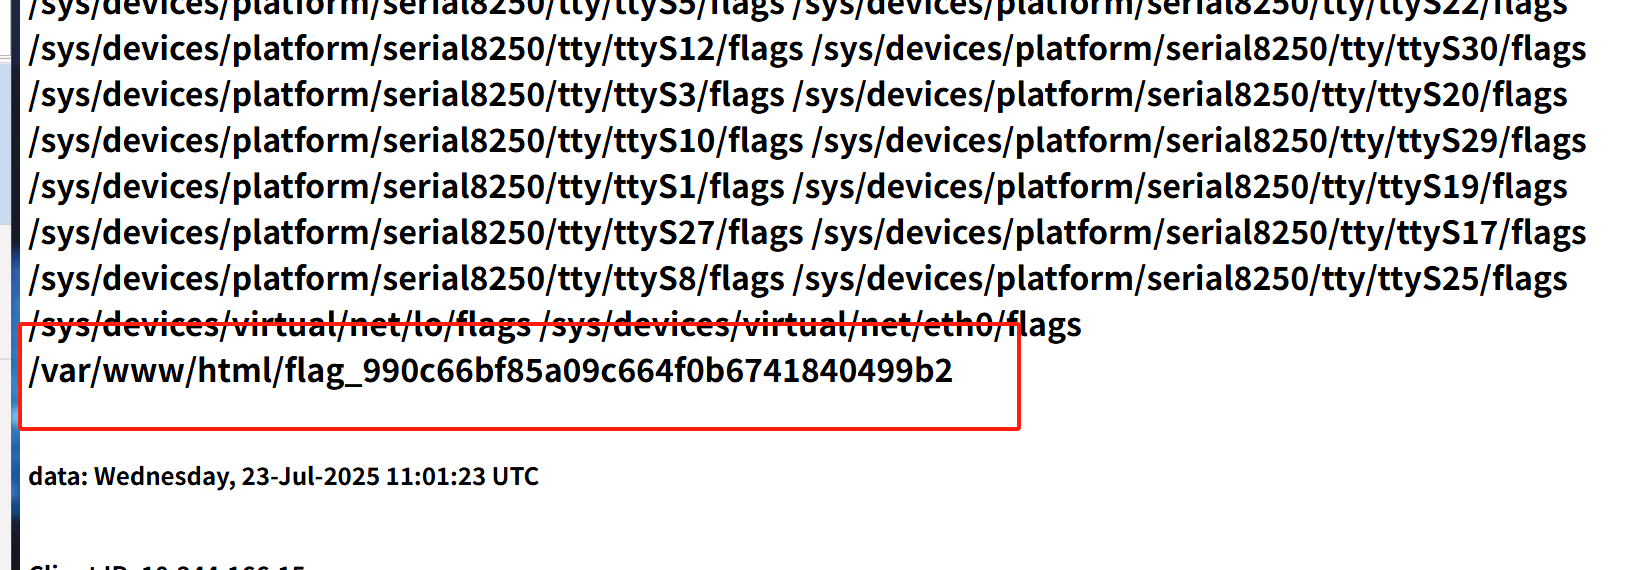 /sys/devices/platform/serial8250/tty/ttyS5/flags /sys/devices/platform/serial8250/tty/ttyS22/flags
/sys/devices/platform/serial8250/tty/ttyS12/flags /sys/devices/platform/serial8250/tty/ttyS30/flags
/sys/devices/platform/serial8250/tty/ttyS3/flags /sys/devices/platform/serial8250/tty/ttyS20/flags
/sys/devices/platform/serial8250/tty/ttyS10/flags /sys/devices/platform/serial8250/tty/ttyS29/flags
/sys/devices/platform/serial8250/tty/ttyS1/flags /sys/devices/platform/serial8250/tty/ttyS19/flags
/sys/devices/platform/serial8250/tty/ttyS27/flags /sys/devices/platform/serial8250/tty/ttyS17/flags
/sys/devices/platform/serial8250/tty/ttyS8/flags /sys/devices/platform/serial8250/tty/ttyS25/flags
/sys/devices/virtual/net/lo/flags /sys/devices/virtual/net/eth0/flags
/var/www/html/flag_990c66bf85a09c664f0b6741840499b2
data: Wednesday, 23-Jul-2025 11:01:23 UTC